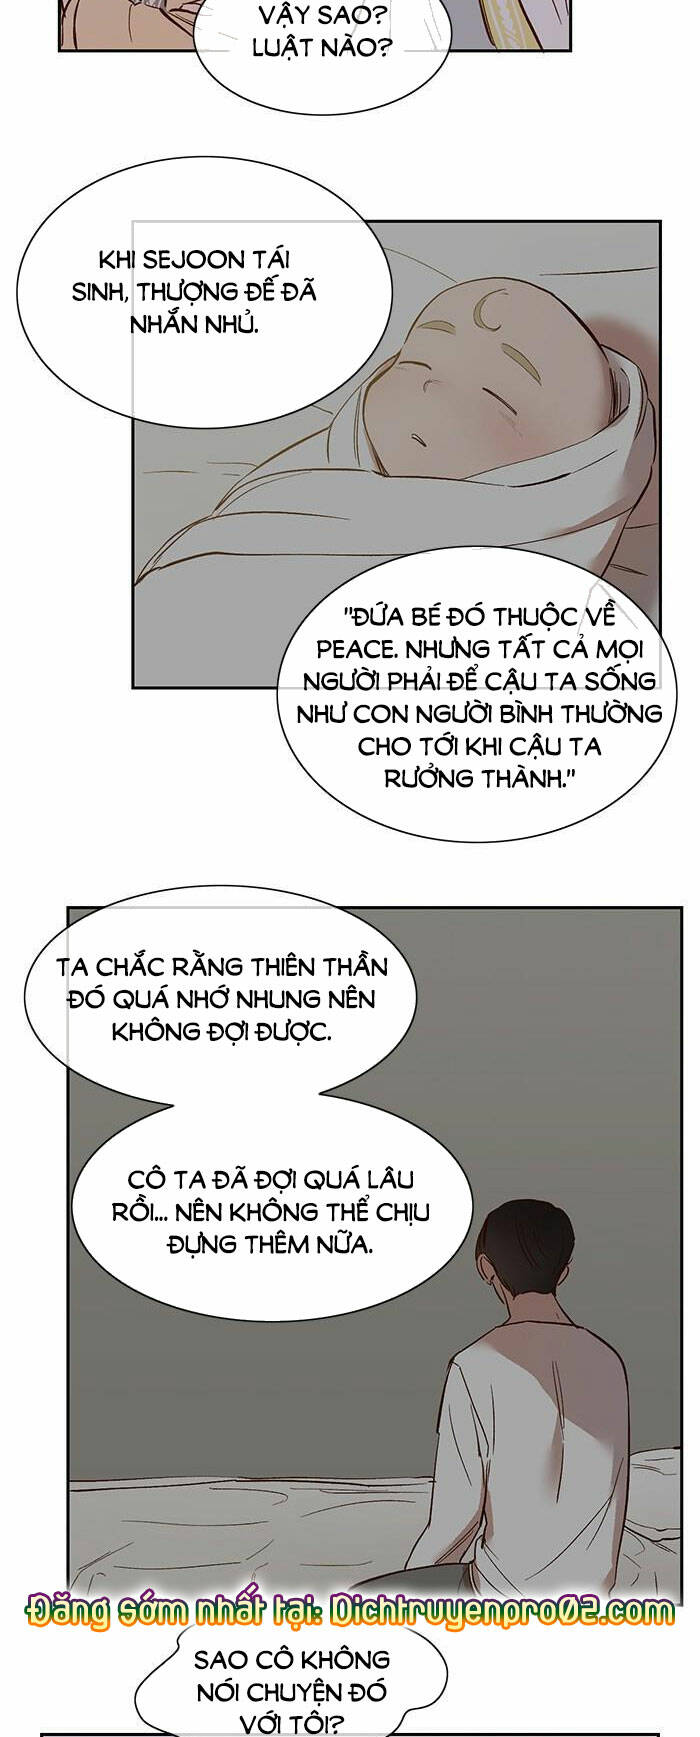 VẬY SAO?
LUẬT NÀO?
KHI SEJOON TÁI
SINH, THƯỢNG ĐẾ ĐÃ
NHẮN NHỦ.
"ĐỨA BÉ ĐÓ THUỘC VỀ
PEACE. NHƯNG TẤT CẢ MỌI
NGƯỜI PHẢI ĐỂ CẬU TA SỐNG
NHƯ CON NGƯỜI BÌNH THƯỜNG
CHO TỚI KHI CẬU TA
RƯỞNG THÀNH."
TA CHẮC RẰNG THIÊN THẦN
ĐÓ QUÁ NHỚ NHUNG NÊN
KHÔNG ĐỢI ĐƯỢC.
CÔ TA ĐÃ ĐỢI QUÁ LÂU
RỒI... NÊN KHÔNG THỂ CHỊU
ĐỰNG THÊM NỮA.
Đăng sớm nhất tại: Dichtruyenpro02.com
SAO CÔ KHÔNG
NÓI CHUYỆN ĐÓ
VỚI TÔI?